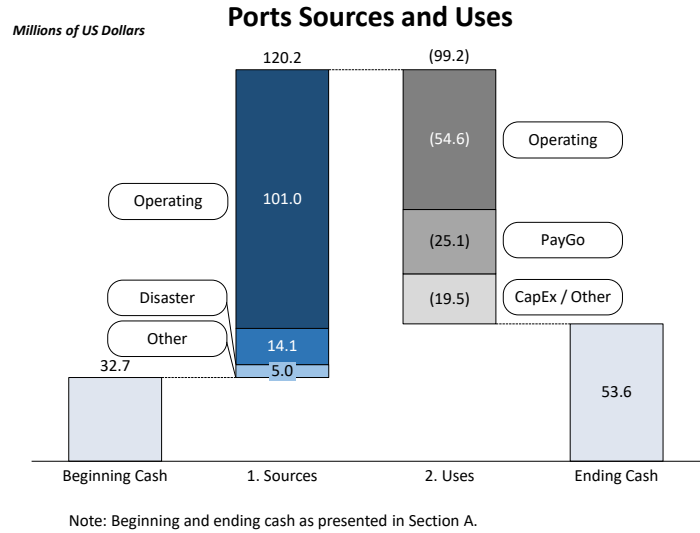 Ports Sources and Uses
Millions of US Dollars
120.2
(99.2)
Operating
101.0
(54.6)
Operating
(25.1)
PayGo
Disaster
(19.5)
CapEx / Other
Other
14.1
32.7
5.0
53.6
Beginning Cash
1. Sources
2. Uses
Ending Cash
Note: Beginning and ending cash as presented in Section A.